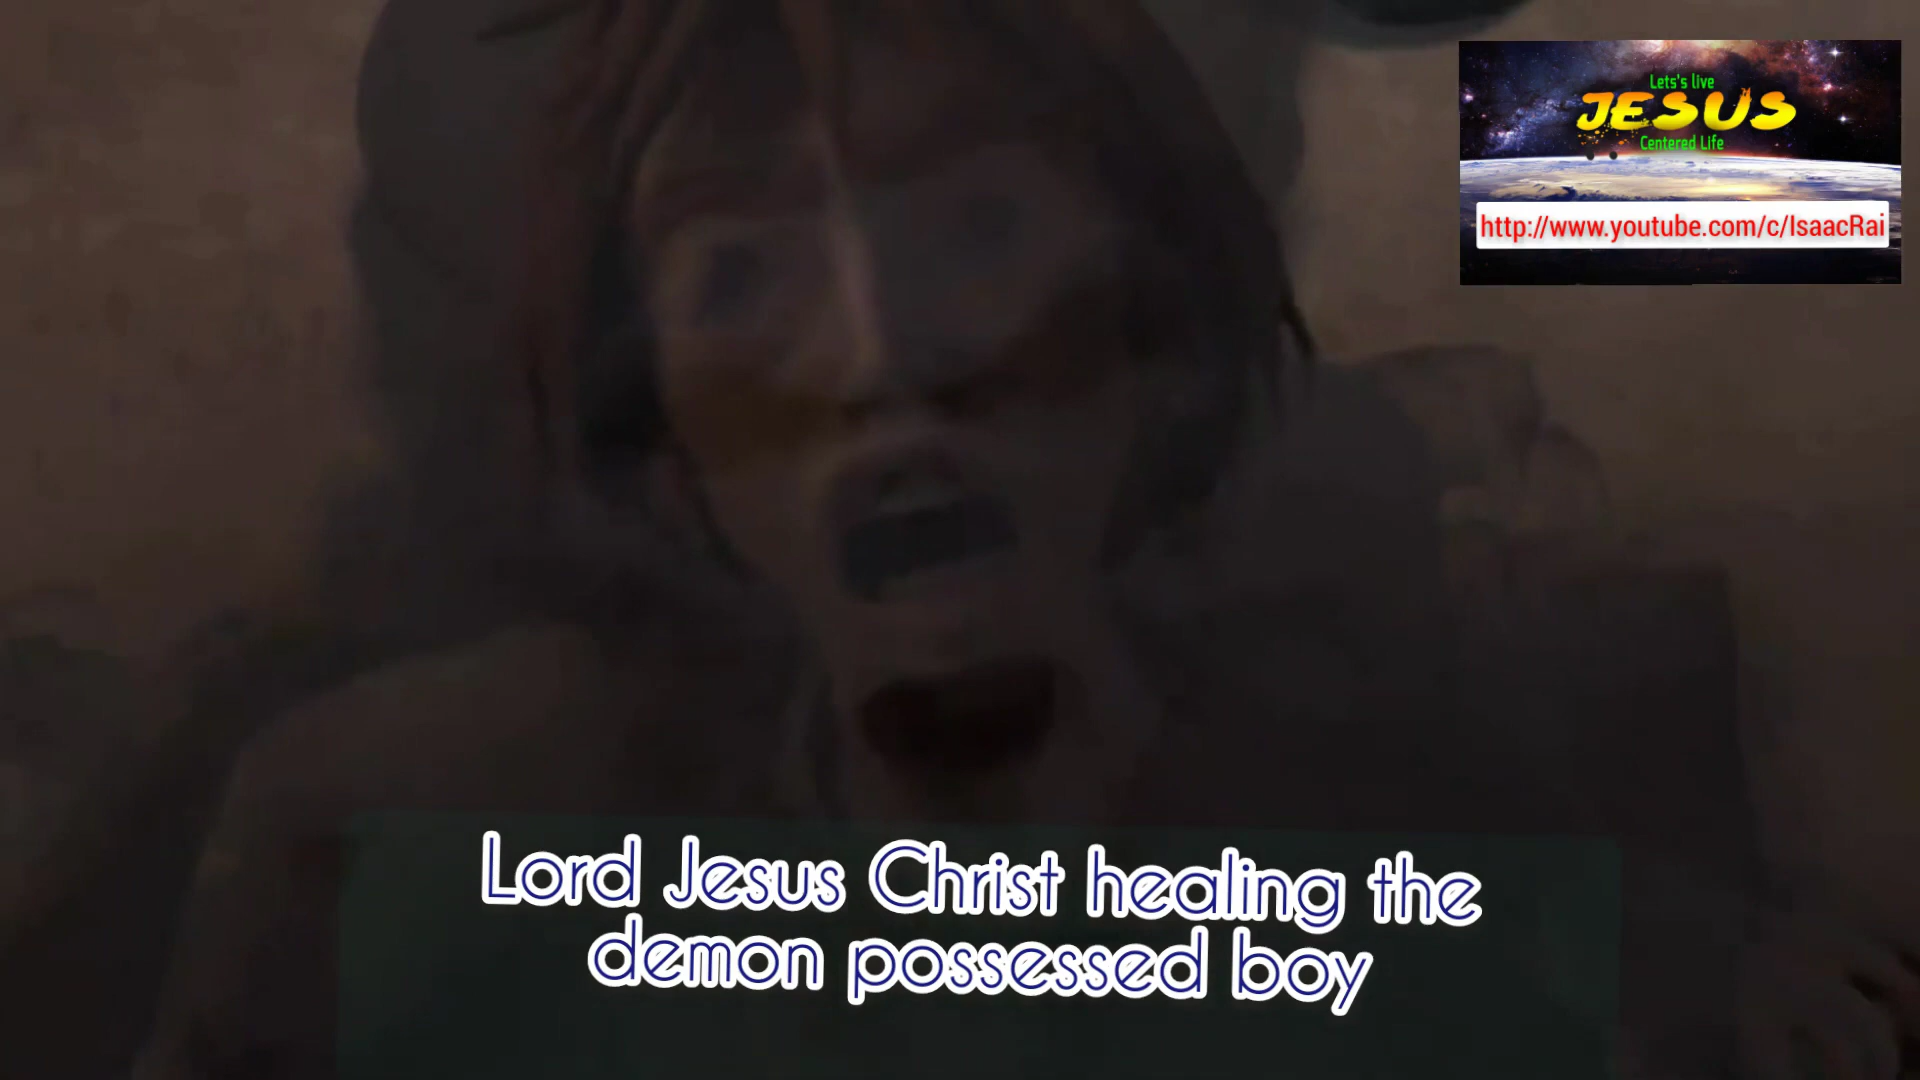 Lets's live
JESUS
Centered Life
http://www.youtube.com/c/IsaacRai
Lord Jesus Christ healing the
demon possessed boy